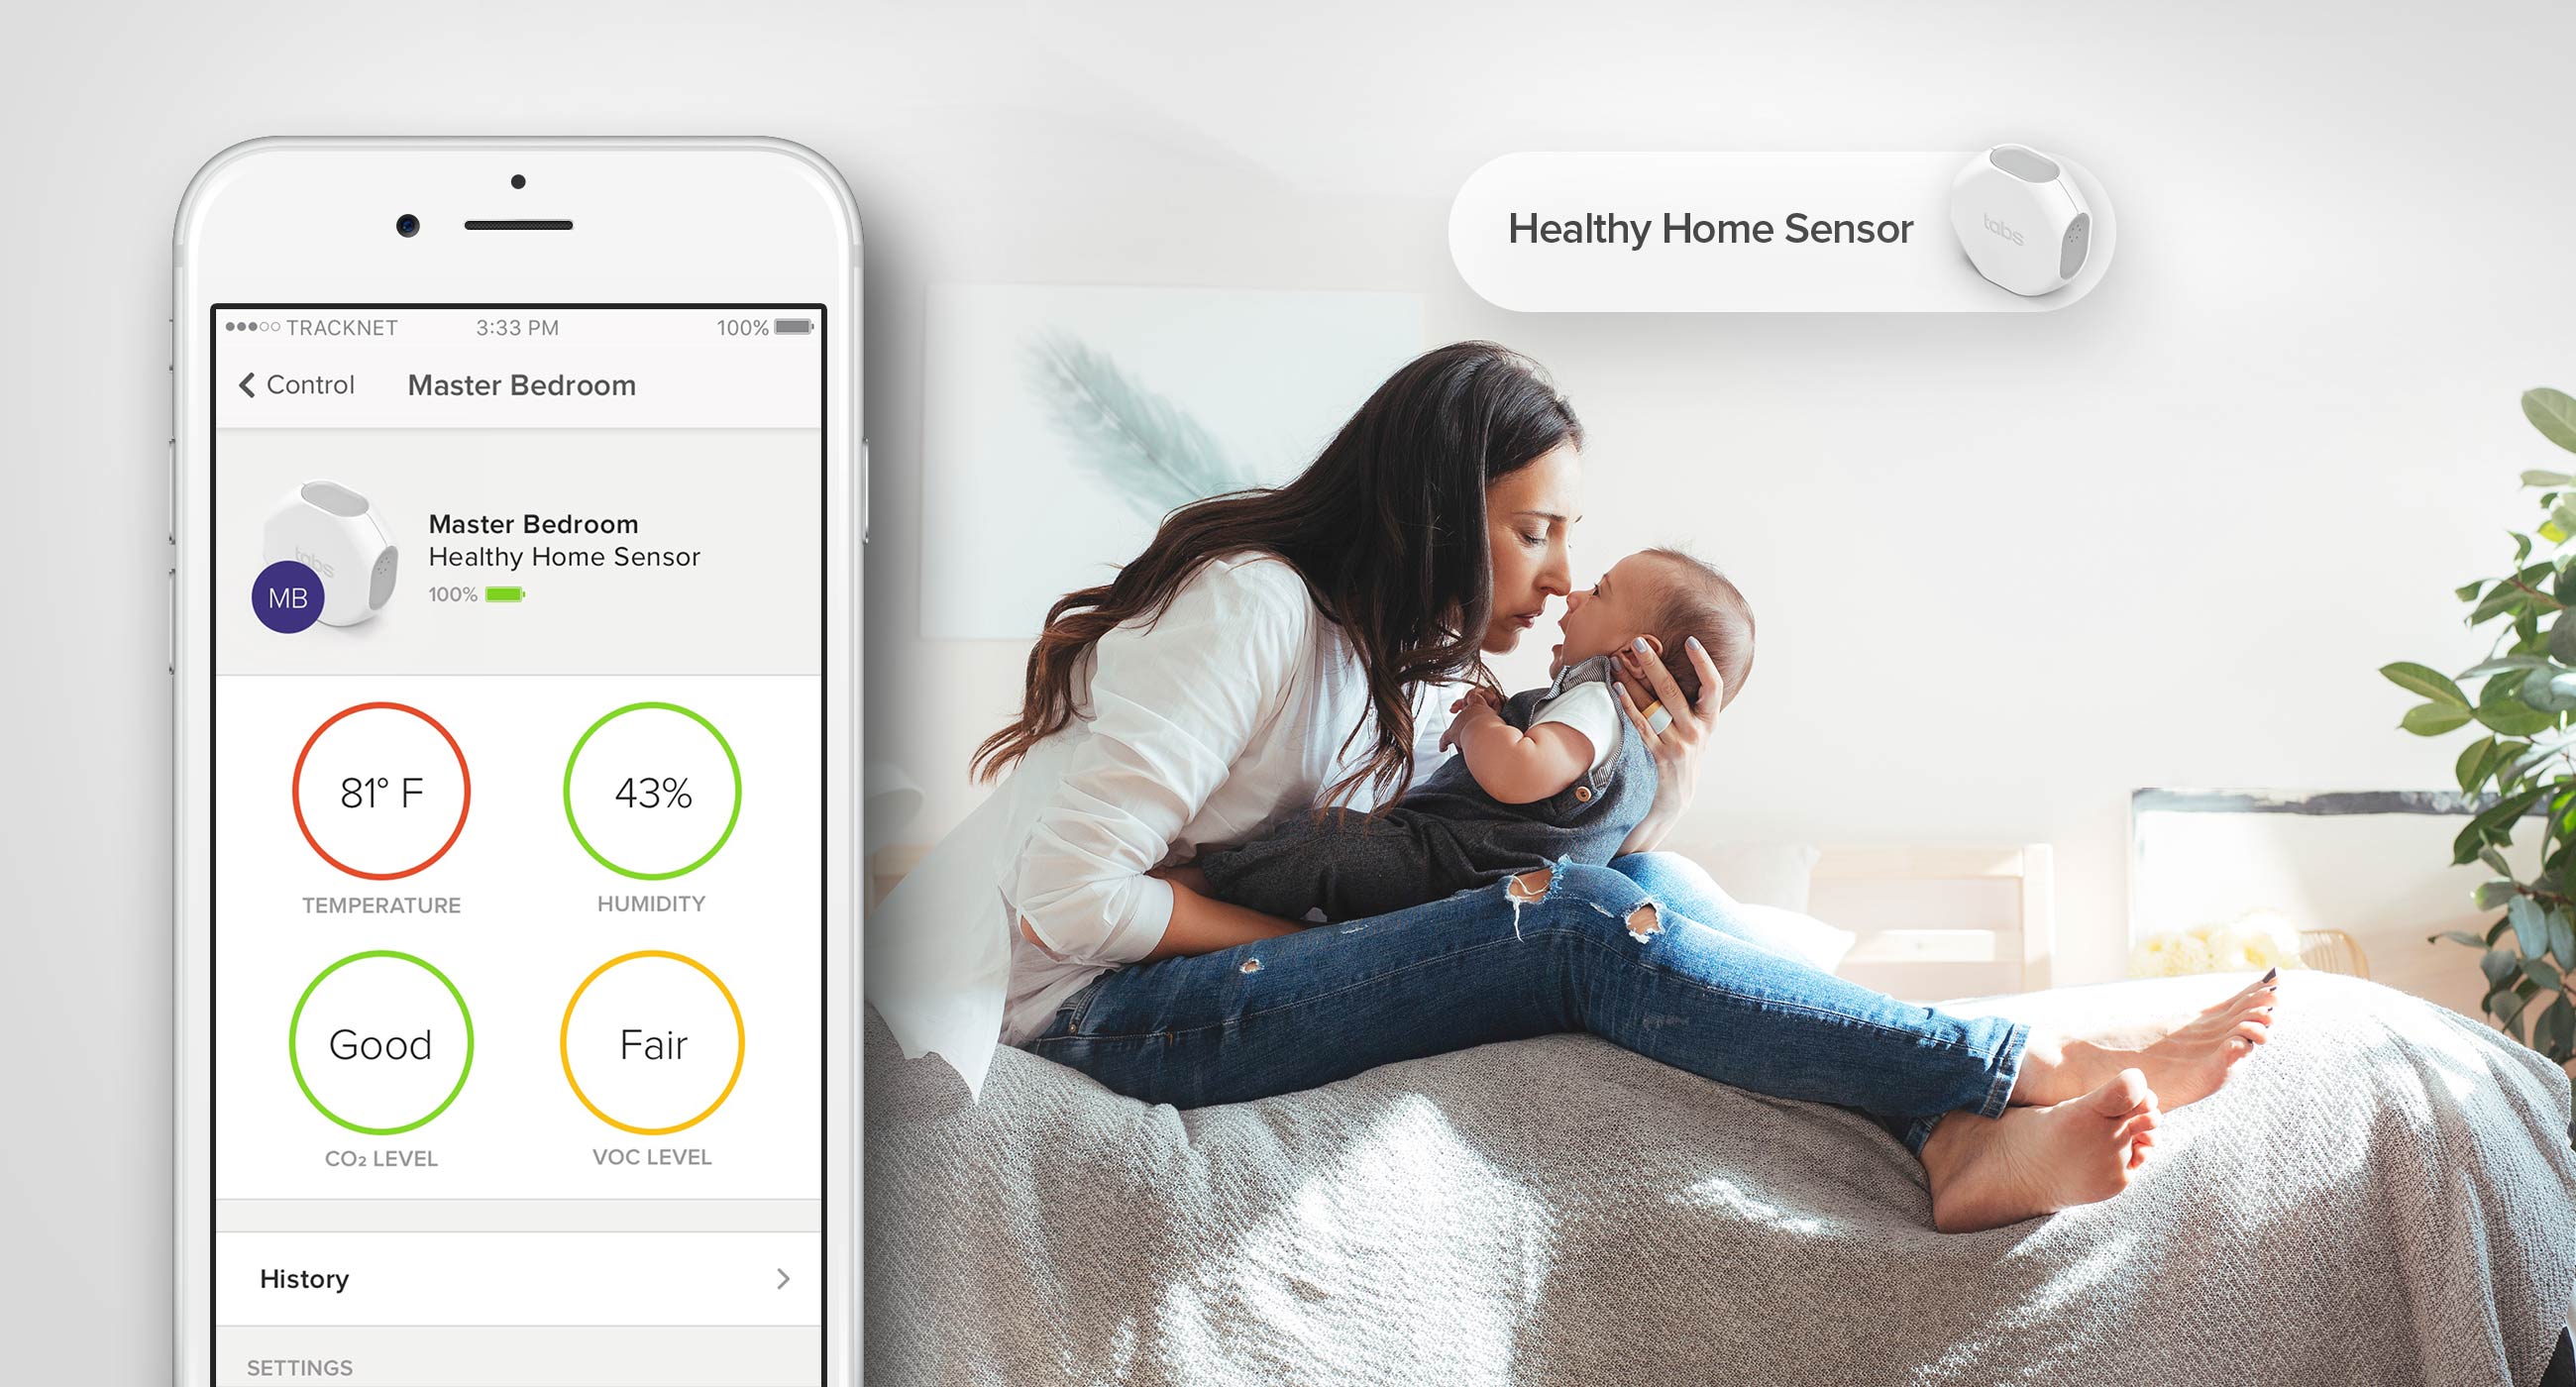 TRACKNET 3:33 PM 100%
Control Master Bedroom
tabs
MB
Master Bedroom
Healthy Home Sensor
100%
81° F
43%
TEMPERATURE
HUMIDITY
Good
Fair
CO₂ LEVEL
VOC LEVEL
History
SETTINGS
Healthy Home Sensor
tabs